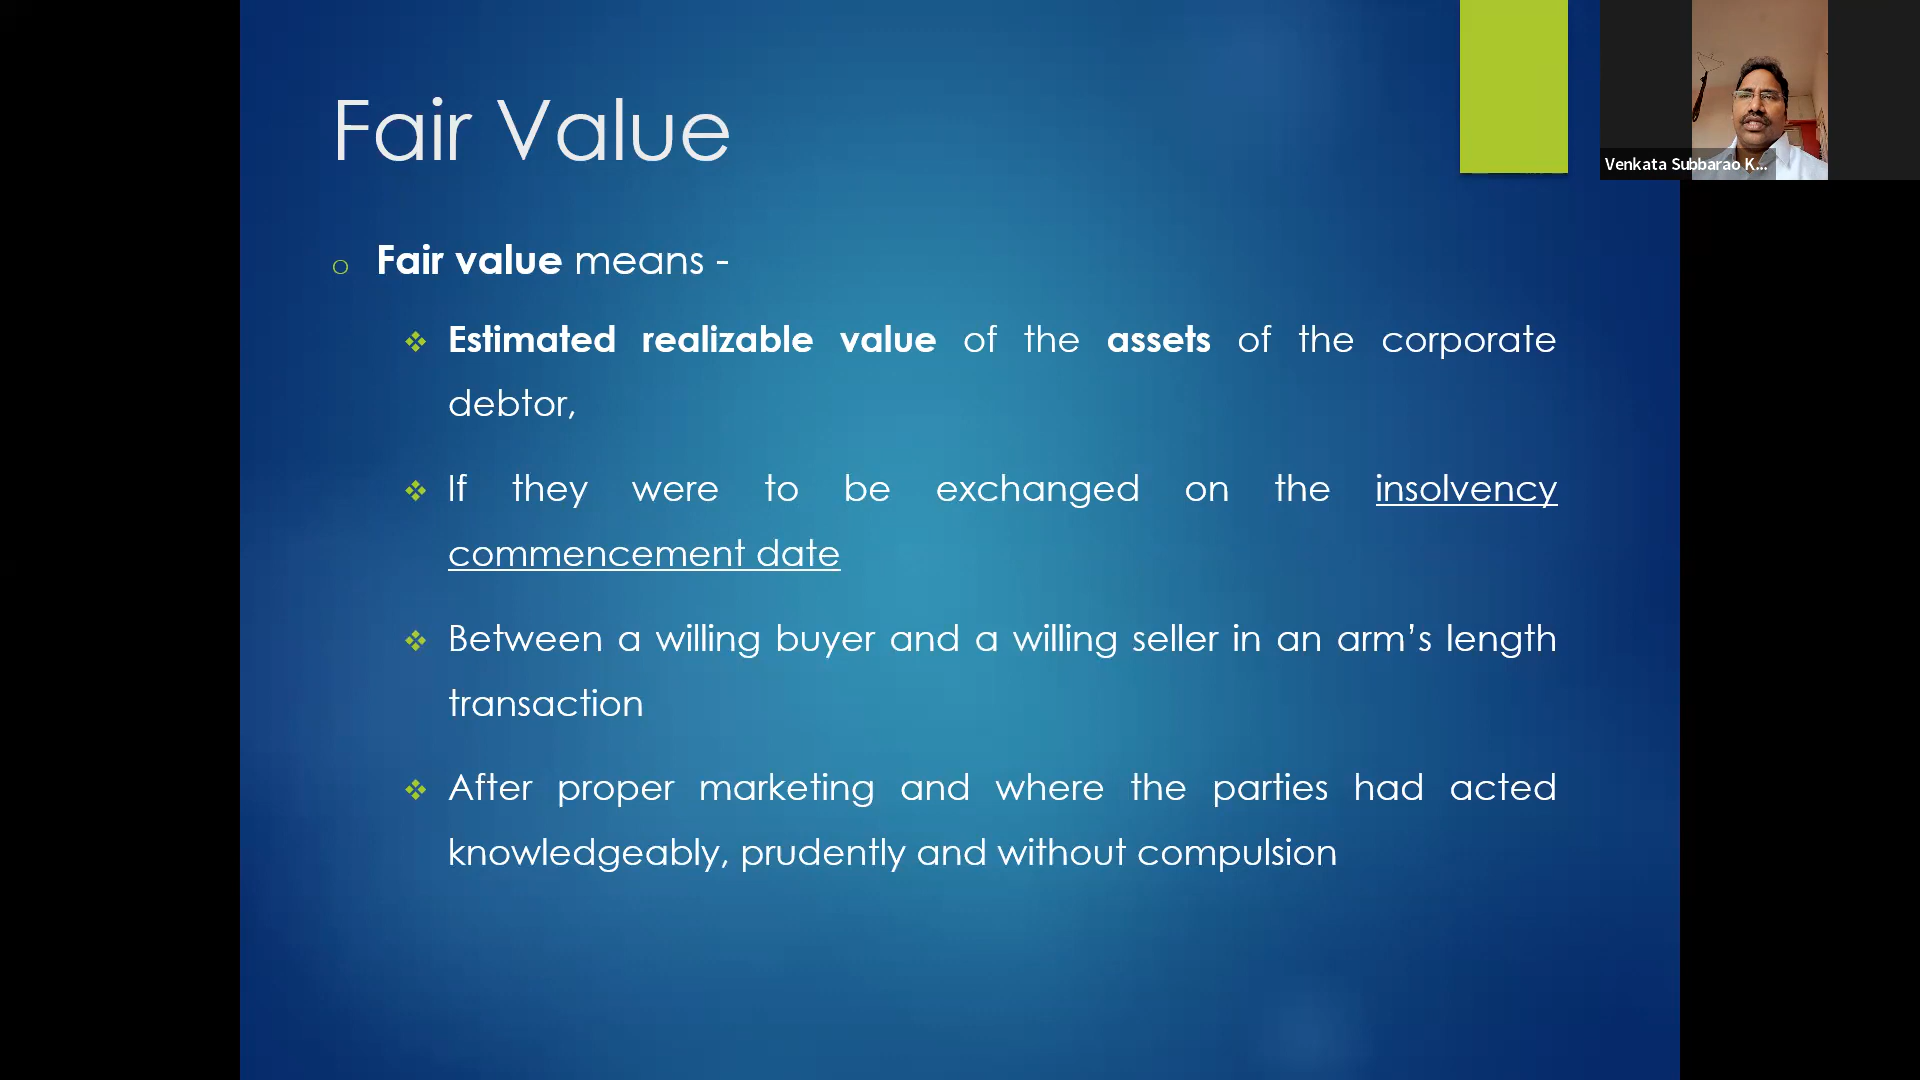 Fair Value
Fair value means -
Estimated realizable value of the assets of the corporate
debtor,
If they were to be exchanged on the insolvency
commencement date
Between a willing buyer and a willing seller in an arm’s length
transaction
After proper marketing and where the parties had acted
knowledgeably, prudently and without compulsion
Venkata Subbarao K...